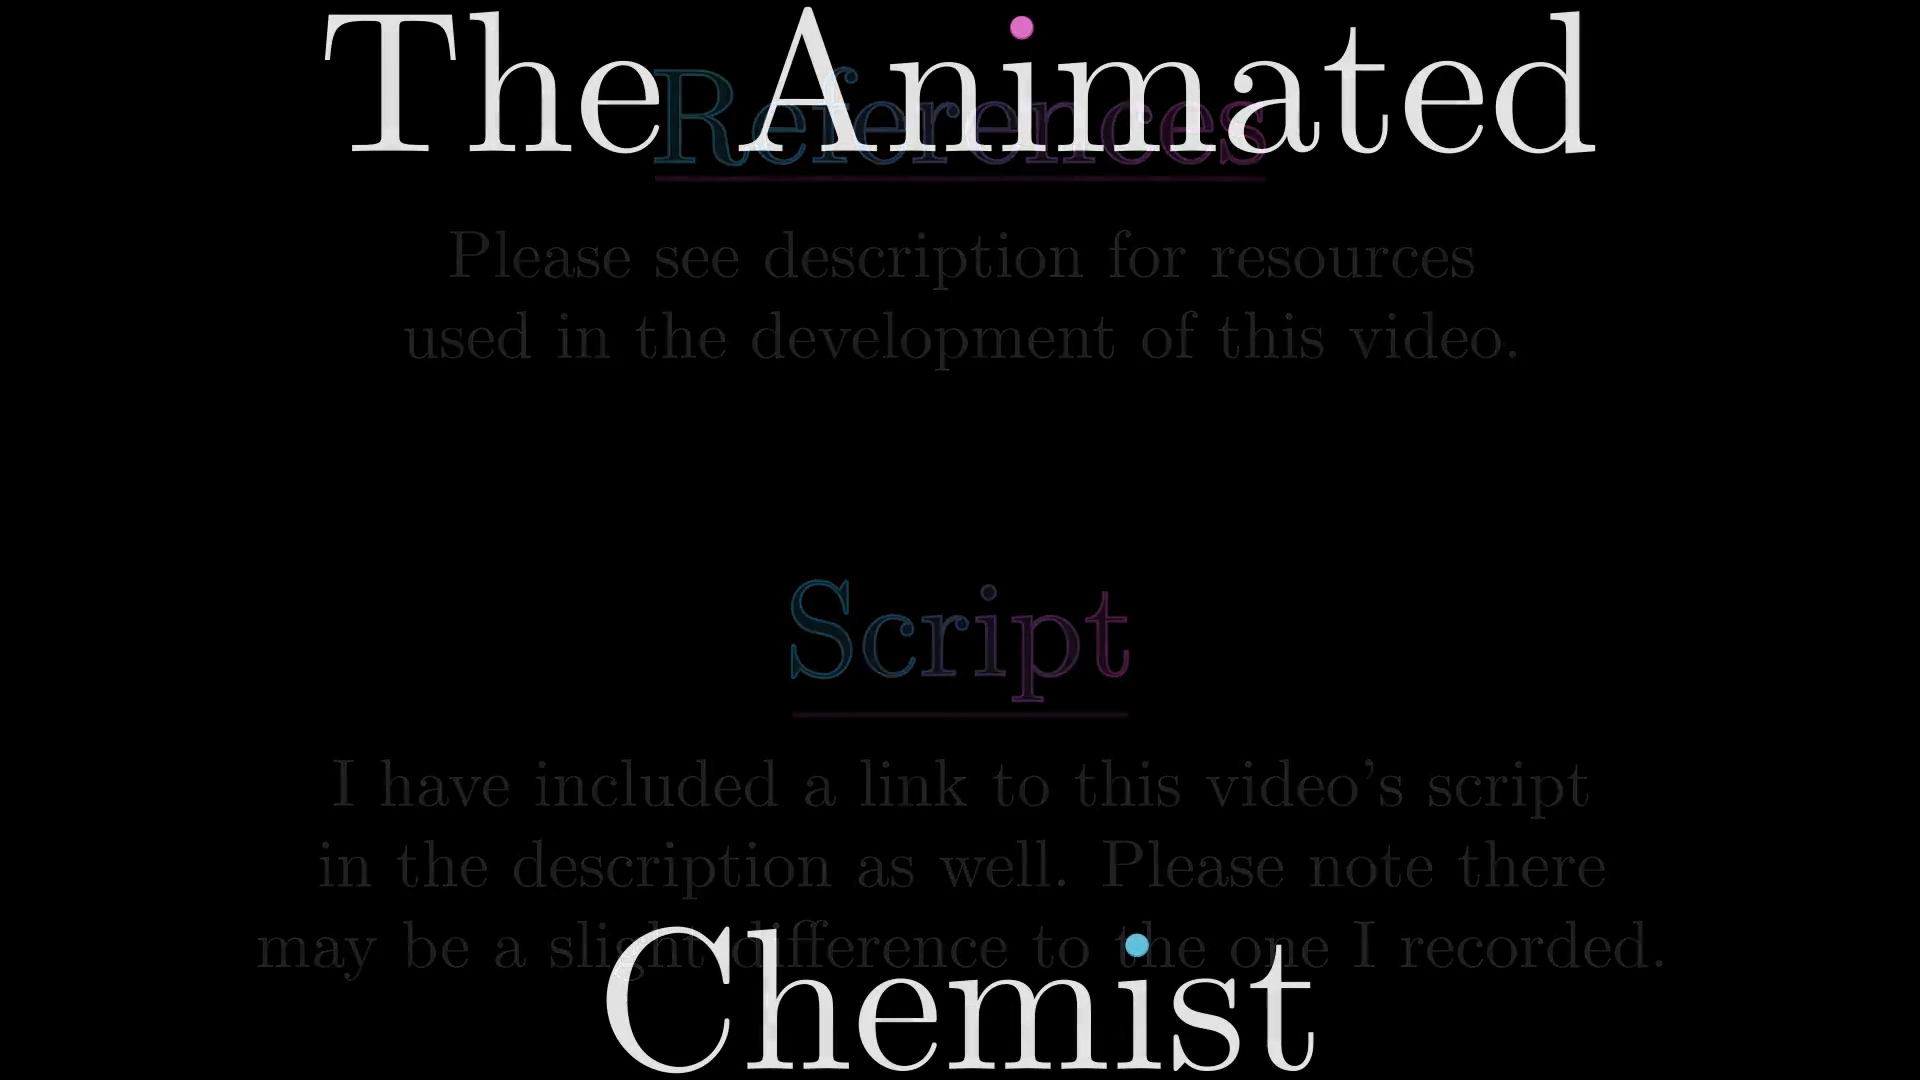 The Animated
References
Please see description for resources
used in the development of this video.
Script
I have included a link to this video's script
in the description as well. Please note there
may be a slight difference to the one I recorded.
Chemist